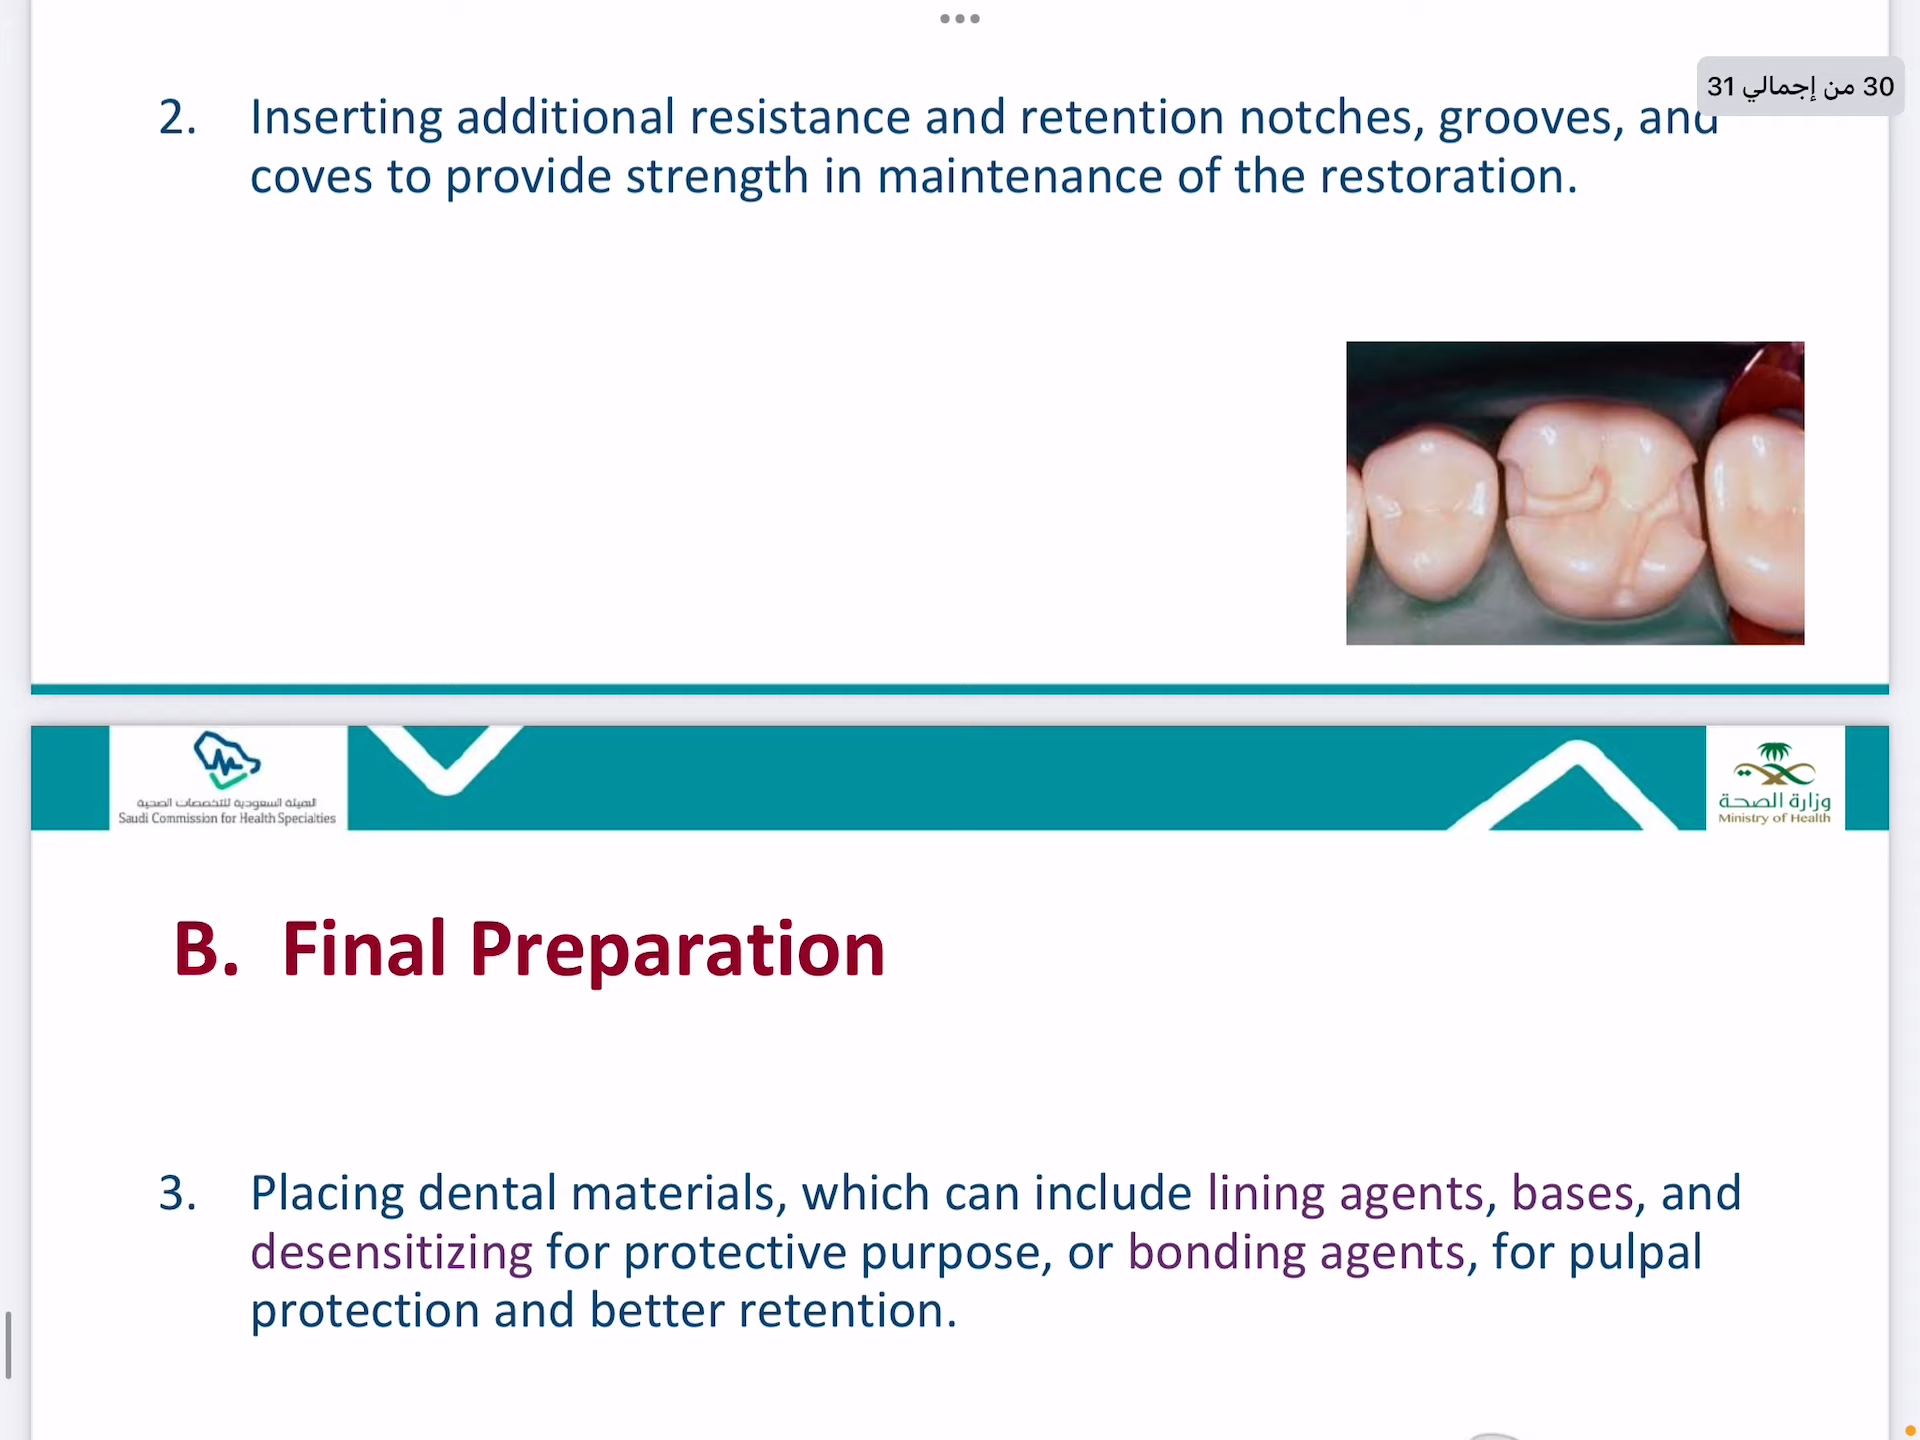 30 من إجمالي 31
2. Inserting additional resistance and retention notches, grooves, and
coves to provide strength in maintenance of the restoration.
الهيئة السعودية للتخصصات الصحية
Saudi Commission for Health Specialties
وزارة الصحة
Ministry of Health
B. Final Preparation
3. Placing dental materials, which can include lining agents, bases, and
desensitizing for protective purpose, or bonding agents, for pulpal
protection and better retention.